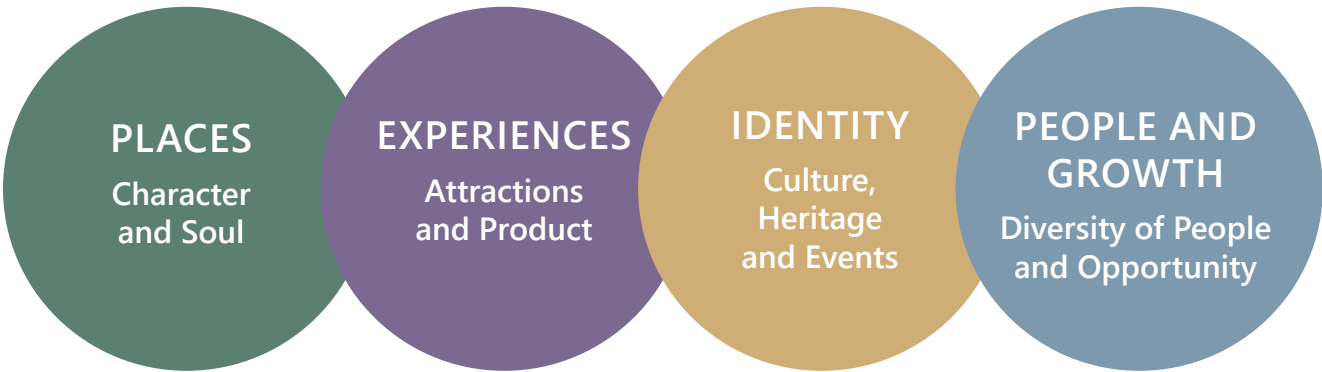 PLACES
Character
and Soul
EXPERIENCES
Attractions
and Product
IDENTITY
Culture,
Heritage
and Events
PEOPLE AND
GROWTH
Diversity of People
and Opportunity